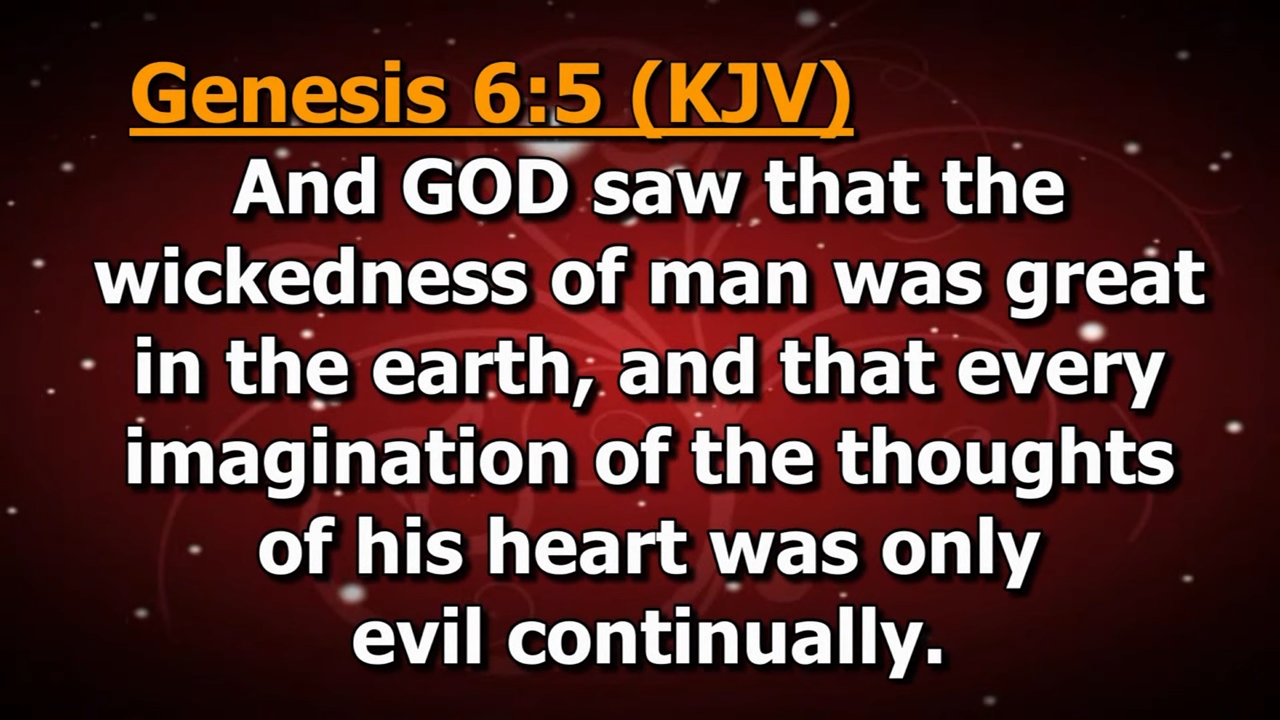 Genesis 6:5 (KJV)
And GOD saw that the
wickedness of man was great
in the earth, and that every
imagination of the thoughts
of his heart was only
evil continually.